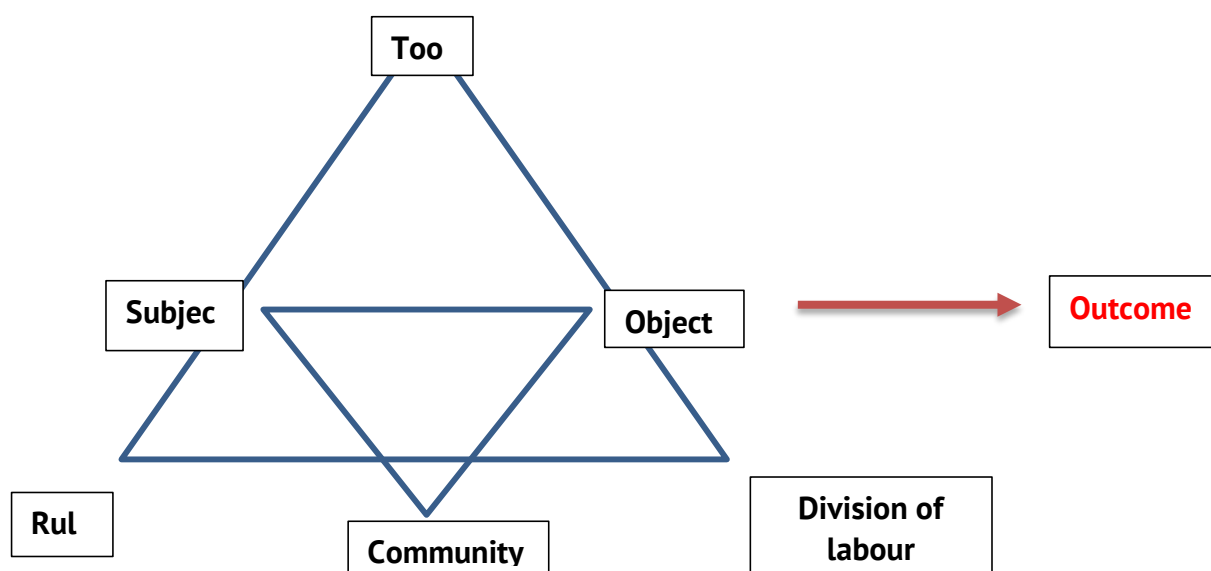 Too
Subjec
Object
Outcome
Rul
Community
Division of
labour